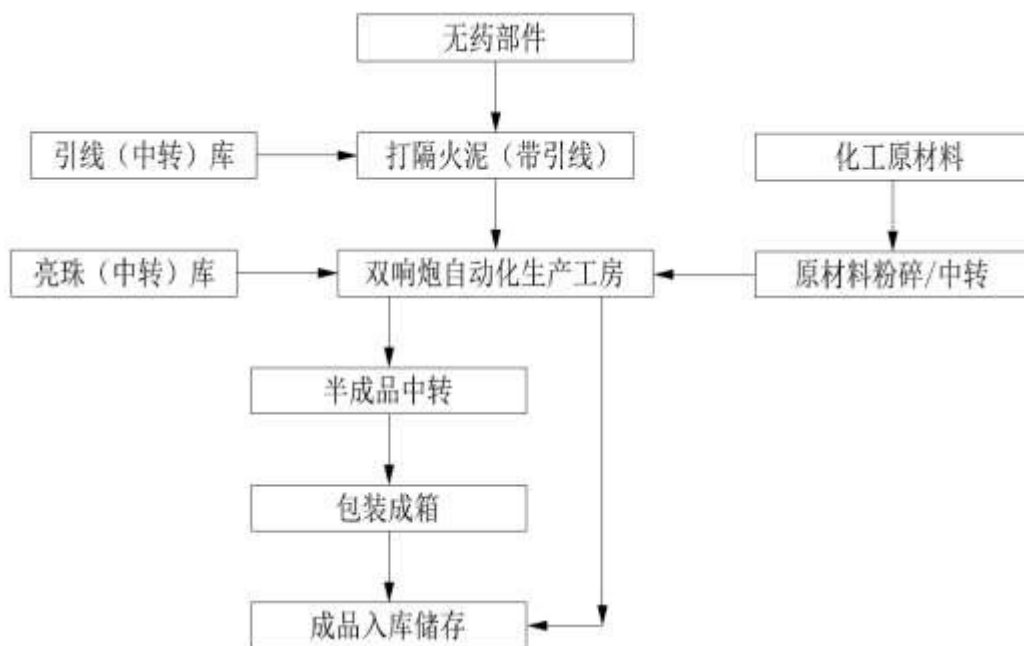 无药部件
引线（中转）库
打隔火泥（带引线）
化工原材料
亮珠（中转）库
双响炮自动化生产工房
原材料粉碎/中转
半成品中转
包装成箱
成品入库储存